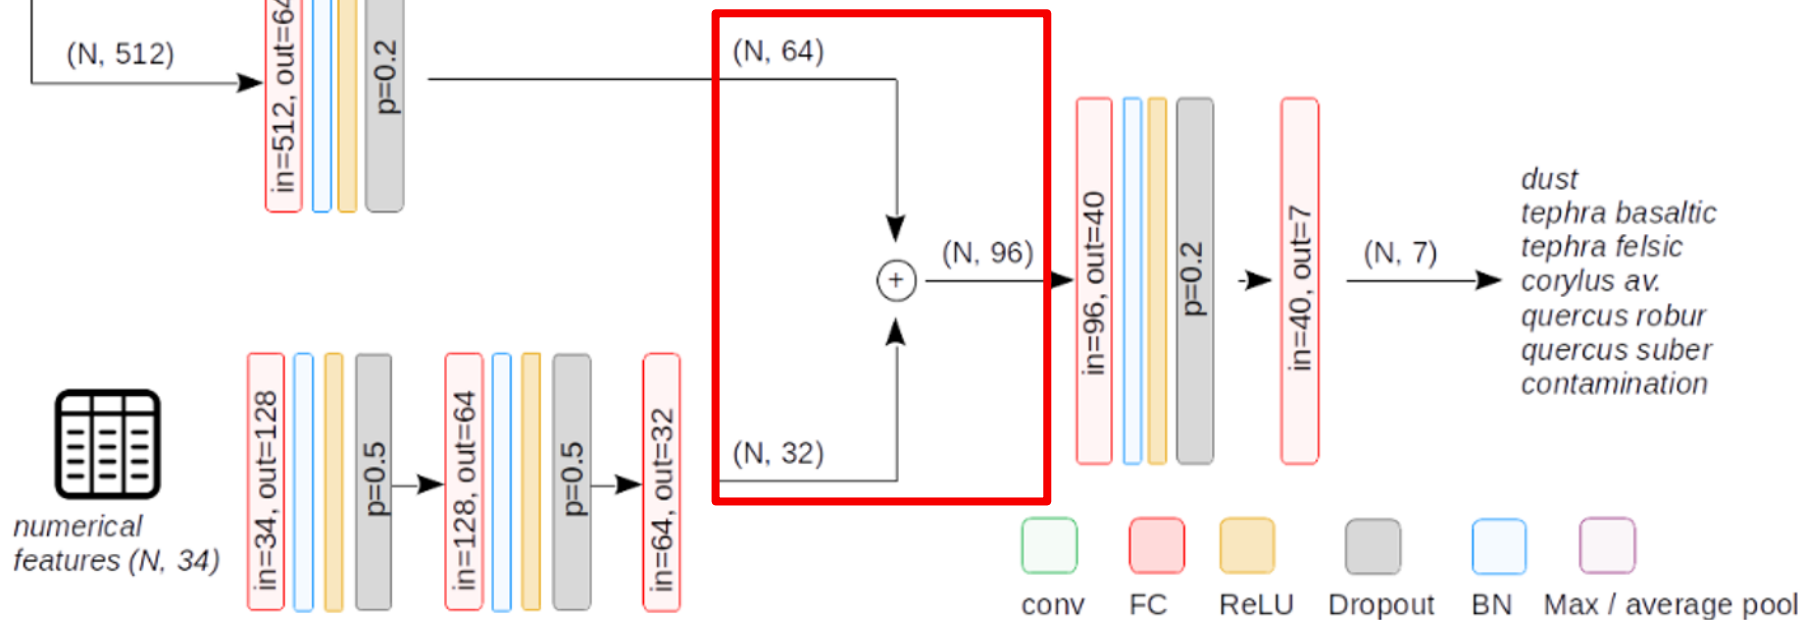 (N, 512)
in=512, out=64
p=0.2
(N, 64)
(N, 96)
(N, 32)
in=96, out=40
p=0.2
in=40, out=7
(N, 7)
dust
tephra basaltic
tephra felsic
corylus av.
quercus robur
quercus suber
contamination
numerical
features (N, 34)
in=34, out=128
p=0.5
in=128, out=64
p=0.5
in=64, out=32
+
conv
FC
ReLU
Dropout
BN
Max / average pool